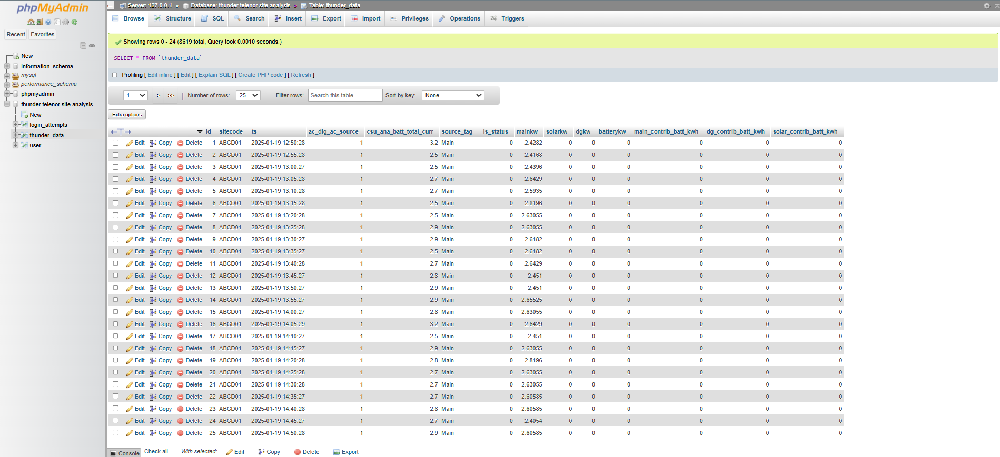 phpMyAdmin
Recent Favorites
New
information_schema
mysql
performance_schema
phpmyadmin
thunder telenor site analysis
New
login_attempts
thunder_data
user
Server: 127.0.0.1 » Database: thunder telenor site analysis » Table: thunder_data
Browse Structure SQL Search Insert Export Import Privileges Operations Triggers
Showing rows 0 - 24 (8619 total, Query took 0.0010 seconds.)
SELECT * FROM `thunder_data`
Profiling [ Edit inline ] [ Edit ] [ Explain SQL ] [ Create PHP code ] [ Refresh ]
1 > >> | Number of rows: 25 Filter rows: Search this table Sort by key: None
Extra options
←T→ id sitecode ts ac_dig_ac_source csu_ana_batt_total_curr source_tag ls_status mainkw solarkw dgkw batterykw main_contrib_batt_kwh dg_contrib_batt_kwh solar_contrib_batt_kwh
Edit Copy Delete 1 ABCD01 2025-01-19 12:50:28 1 3.2 Main 0 2.4282 0 0 0 0 0 0
Edit Copy Delete 2 ABCD01 2025-01-19 12:55:28 1 2.5 Main 0 2.4168 0 0 0 0 0 0
Edit Copy Delete 3 ABCD01 2025-01-19 13:00:27 1 2.5 Main 0 2.4396 0 0 0 0 0 0
Edit Copy Delete 4 ABCD01 2025-01-19 13:05:28 1 2.7 Main 0 2.6429 0 0 0 0 0 0
Edit Copy Delete 5 ABCD01 2025-01-19 13:10:28 1 2.7 Main 0 2.5935 0 0 0 0 0 0
Edit Copy Delete 6 ABCD01 2025-01-19 13:15:28 1 2.5 Main 0 2.8196 0 0 0 0 0 0
Edit Copy Delete 7 ABCD01 2025-01-19 13:20:28 1 2.5 Main 0 2.63055 0 0 0 0 0 0
Edit Copy Delete 8 ABCD01 2025-01-19 13:25:28 1 2.9 Main 0 2.63055 0 0 0 0 0 0
Edit Copy Delete 9 ABCD01 2025-01-19 13:30:27 1 2.9 Main 0 2.6182 0 0 0 0 0 0
Edit Copy Delete 10 ABCD01 2025-01-19 13:35:27 1 2.5 Main 0 2.6182 0 0 0 0 0 0
Edit Copy Delete 11 ABCD01 2025-01-19 13:40:28 1 2.7 Main 0 2.6429 0 0 0 0 0 0
Edit Copy Delete 12 ABCD01 2025-01-19 13:45:27 1 2.8 Main 0 2.451 0 0 0 0 0 0
Edit Copy Delete 13 ABCD01 2025-01-19 13:50:27 1 2.9 Main 0 2.451 0 0 0 0 0 0
Edit Copy Delete 14 ABCD01 2025-01-19 13:55:27 1 2.9 Main 0 2.65525 0 0 0 0 0 0
Edit Copy Delete 15 ABCD01 2025-01-19 14:00:27 1 2.8 Main 0 2.63055 0 0 0 0 0 0
Edit Copy Delete 16 ABCD01 2025-01-19 14:05:29 1 3.2 Main 0 2.6429 0 0 0 0 0 0
Edit Copy Delete 17 ABCD01 2025-01-19 14:10:27 1 2.5 Main 0 2.451 0 0 0 0 0 0
Edit Copy Delete 18 ABCD01 2025-01-19 14:15:27 1 2.9 Main 0 2.63055 0 0 0 0 0 0
Edit Copy Delete 19 ABCD01 2025-01-19 14:20:28 1 2.8 Main 0 2.8196 0 0 0 0 0 0
Edit Copy Delete 20 ABCD01 2025-01-19 14:25:28 1 2.7 Main 0 2.63055 0 0 0 0 0 0
Edit Copy Delete 21 ABCD01 2025-01-19 14:30:28 1 2.7 Main 0 2.63055 0 0 0 0 0 0
Edit Copy Delete 22 ABCD01 2025-01-19 14:35:27 1 2.7 Main 0 2.60585 0 0 0 0 0 0
Edit Copy Delete 23 ABCD01 2025-01-19 14:40:28 1 2.8 Main 0 2.60585 0 0 0 0 0 0
Edit Copy Delete 24 ABCD01 2025-01-19 14:45:27 1 2.7 Main 0 2.4054 0 0 0 0 0 0
Edit Copy Delete 25 ABCD01 2025-01-19 14:50:28 1 2.9 Main 0 2.60585 0 0 0 0 0 0
Console Check all With selected: Edit Copy Delete Export